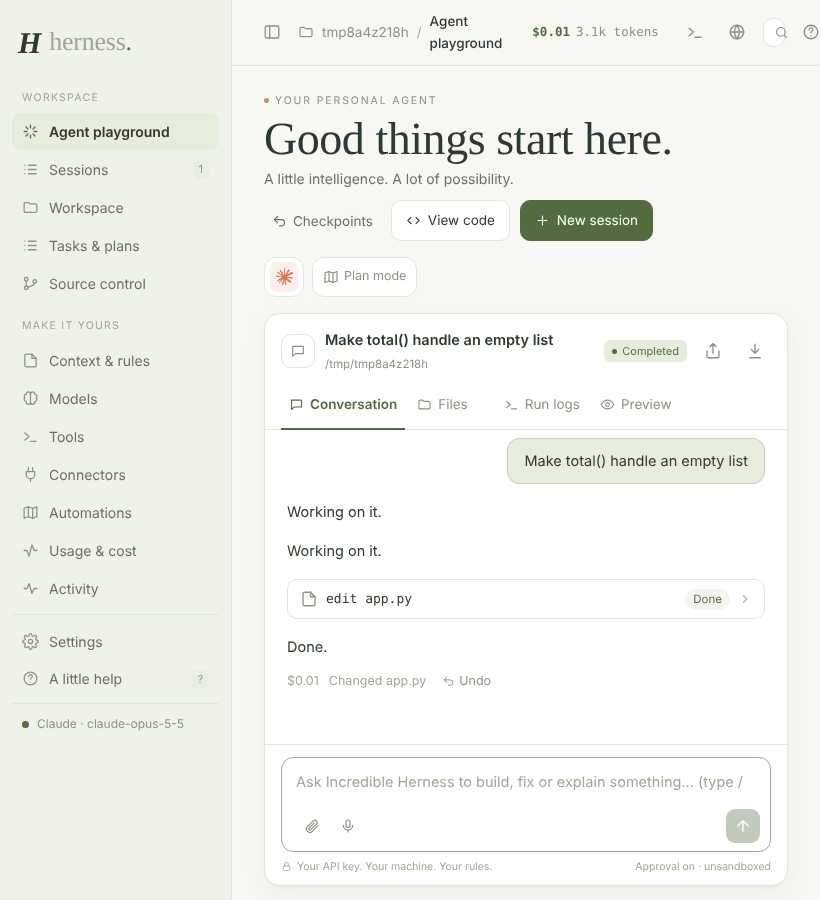 H herness.
WORKSPACE
Agent playground
Sessions 1
Workspace
Tasks & plans
Source control
MAKE IT YOURS
Context & rules
Models
Tools
Connectors
Automations
Usage & cost
Activity
Settings
A little help ?
Claude · claude-opus-5-5
tmp8a4z218h / Agent playground
$0.01 3.1k tokens
YOUR PERSONAL AGENT
Good things start here.
A little intelligence. A lot of possibility.
Checkpoints View code New session
Plan mode
Make total() handle an empty list
/tmp/tmp8a4z218h
Completed
Conversation Files Run logs Preview
Make total() handle an empty list
Working on it.
Working on it.
edit app.py Done
Done.
$0.01 Changed app.py Undo
Ask Incredible Herness to build, fix or explain something... (type /
Your API key. Your machine. Your rules. Approval on · unsandboxed